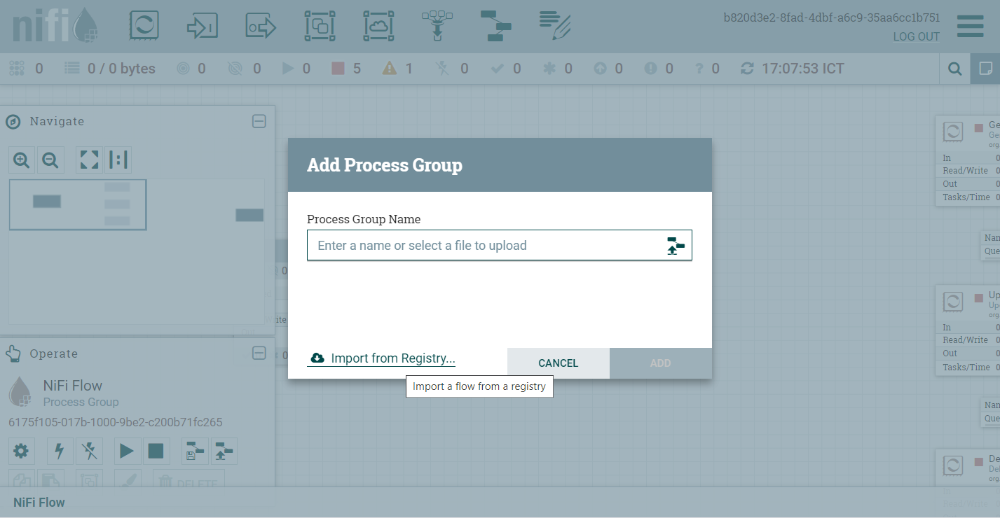 nifi
b820d3e2-8fad-4dbf-a6c9-35aa6cc1b751
LOG OUT
0 0 / 0 bytes 0 0 0 5 1 0 0 0 0 0 ? 0 17:07:53 ICT
Navigate
Add Process Group
Process Group Name
Enter a name or select a file to upload
Import from Registry...
CANCEL
ADD
Import a flow from a registry
Operate
NiFi Flow
Process Group
6175f105-017b-1000-9be2-c200b71fc265
DELETE
NiFi Flow
Ge
Ge
org
In 0
Read/Write 0
Out 0
Tasks/Time 0
Nam
Que
Up
Up
org
In 0
Read/Write 0
Out 0
Tasks/Time 0
Nam
Que
De
Del
org
In
Read/Write